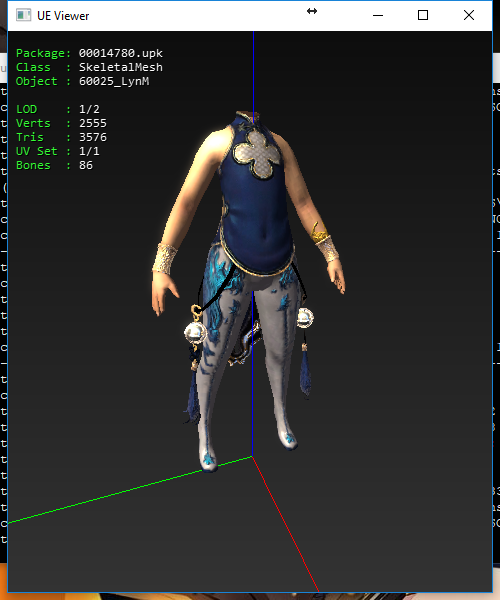 UE Viewer
Package: 00014780.upk
Class : SkeletalMesh
Object : 60025_LynM
LOD : 1/2
Verts : 2555
Tris : 3576
UV Set : 1/1
Bones : 86